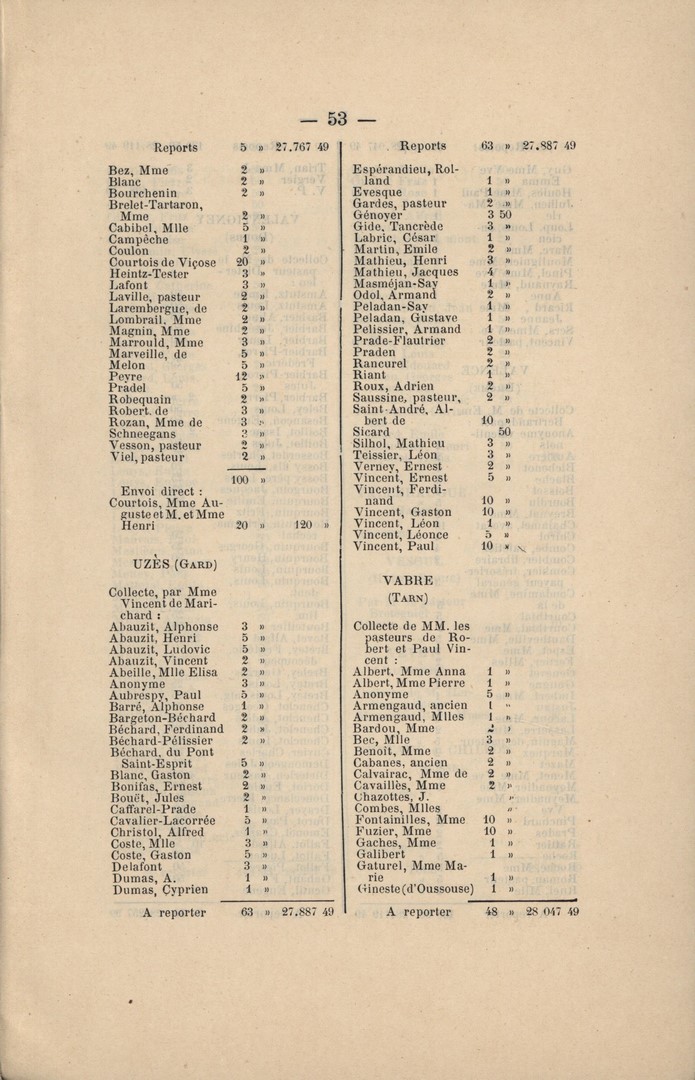 — 53 —
Reports 5 » 27.767 49
Bez, Mme 2 »
Blanc 2 »
Bourchenin 2 »
Brelet-Tartaron,
Mme 2 »
Cabibel, Mlle 5 »
Campêche 1 »
Coulon 2 »
Courtois de Viçose 20 »
Heintz-Tester 3 »
Lafont 3 »
Laville, pasteur 2 »
Larembergue, de 2 »
Lombrail, Mme 2 »
Magnin, Mme 2 »
Marrould, Mme 3 »
Marveille, de 5 »
Melon 5 »
Peyre 12 »
Pradel 5 »
Robequain 2 »
Robert, de 3 »
Rozan, Mme de 3 »
Schneegans 3 »
Vesson, pasteur 2 »
Viel, pasteur 2 »
100 »
Envoi direct :
Courtois, Mme Au-
guste et M. et Mme
Henri 20 » 120 »
UZÈS (GARD)
Collecte, par Mme
Vincent de Mari-
chard :
Abauzit, Alphonse 3 »
Abauzit, Henri 5 »
Abauzit, Ludovic 5 »
Abauzit, Vincent 2 »
Abeille, Mlle Elisa 2 »
Anonyme 3 »
Aubrespy, Paul 5 »
Barré, Alphonse 1 »
Bargeton-Béchard 2 »
Béchard, Ferdinand 2 »
Béchard-Pélissier 2 »
Béchard, du Pont
Saint-Esprit 5 »
Blanc, Gaston 2 »
Bonifas, Ernest 2 »
Bouët, Jules 2 »
Caffarel-Prade 1 »
Cavalier-Lacorrée 5 »
Christol, Alfred 1 »
Coste, Mlle 3 »
Coste, Gaston 5 »
Delafont 3 »
Dumas, A. 1 »
Dumas, Cyprien 1 »
A reporter 63 » 27.887 49
Reports 63 » 27.887 49
Espérandieu, Rol-
land 1 »
Evesque 1 »
Gardes, pasteur 2 »
Génoyer 3 50
Gide, Tancrède 3 »
Labric, César 1 »
Martin, Emile 2 »
Mathieu, Henri 3 »
Mathieu, Jacques 4 »
Masméjan-Say 1 »
Odol, Armand 2 »
Peladan-Say 1 »
Peladan, Gustave 1 »
Pelissier, Armand 1 »
Prade-Flautrier 2 »
Praden 2 »
Rancurel 2 »
Riant 1 »
Roux, Adrien 2 »
Saussine, pasteur, 2 »
Saint-André, Al-
bert de 10 »
Sicard 50
Silhol, Mathieu 3 »
Teissier, Léon 3 »
Verney, Ernest 2 »
Vincent, Ernest 5 »
Vincent, Ferdi-
nand 10 »
Vincent, Gaston 10 »
Vincent, Léon 1 »
Vincent, Léonce 5 »
Vincent, Paul 10 »
VABRE
(TARN)
Collecte de MM. les
pasteurs de Ro-
bert et Paul Vin-
cent :
Albert, Mme Anna 1 »
Albert, Mme Pierre 1 »
Anonyme 5 »
Armengaud, ancien 1 »
Armengaud, Mlles 1 »
Bardou, Mme 2 »
Bec, Mlle 3 »
Benoît, Mme 2 »
Cabanes, ancien 2 »
Calvairac, Mme de 2 »
Cavaillès, Mme 2 »
Chazottes, J. »
Combes, Mlles »
Fontainilles, Mme 10 »
Fuzier, Mme 10 »
Gaches, Mme 1 »
Galibert 1 »
Gaturel, Mme Ma-
rie 1 »
Gineste (d'Oussouse) 1 »
A reporter 48 » 28 047 49